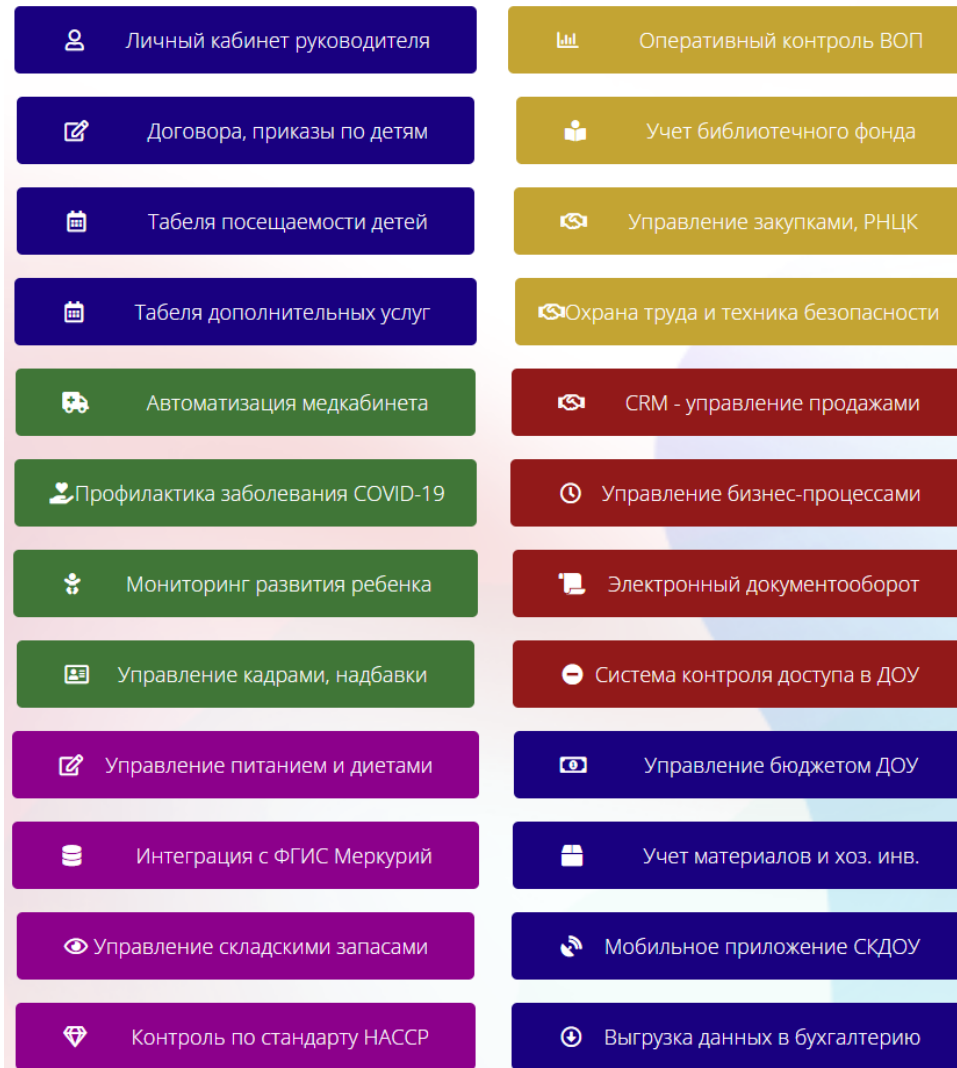 Личный кабинет руководителя
Оперативный контроль ВОП
Договора, приказы по детям
Учет библиотечного фонда
Табеля посещаемости детей
Управление закупками, РНЦК
Табеля дополнительных услуг
Охрана труда и техника безопасности
Автоматизация медкабинета
CRM - управление продажами
Профилактика заболевания COVID-19
Управление бизнес-процессами
Мониторинг развития ребенка
Электронный документооборот
Управление кадрами, надбавки
Система контроля доступа в ДОУ
Управление питанием и диетами
Управление бюджетом ДОУ
Интеграция с ФГИС Меркурий
Учет материалов и хоз. инв.
Управление складскими запасами
Мобильное приложение СКДОУ
Контроль по стандарту HACCP
Выгрузка данных в бухгалтерию